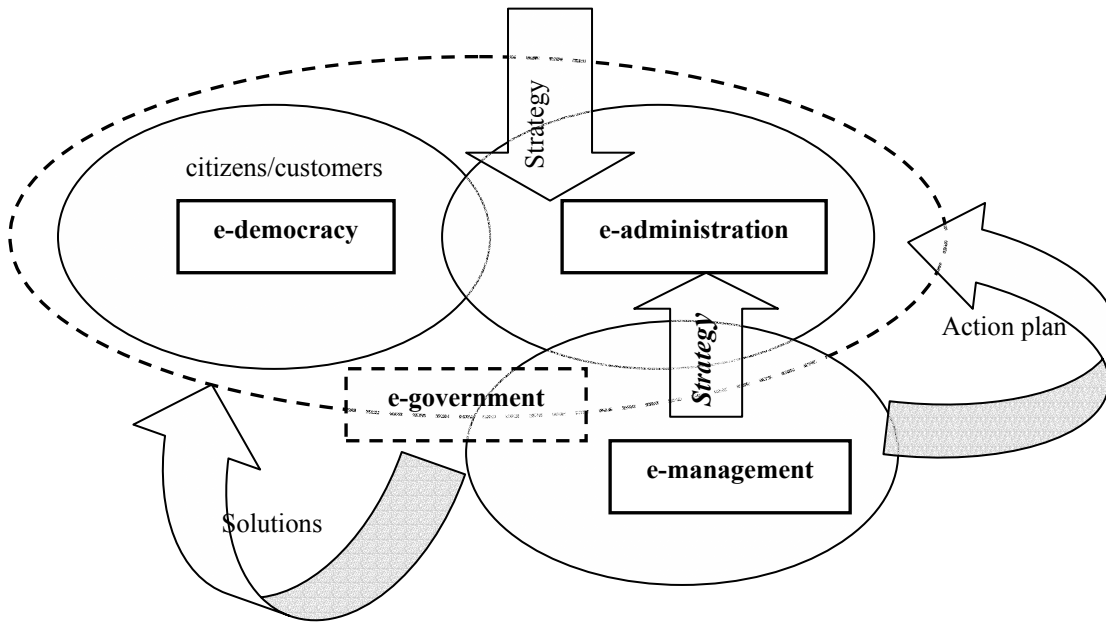 Strategy
citizens/customers
e-democracy
e-administration
Action plan
Strategy
e-government
e-management
Solutions